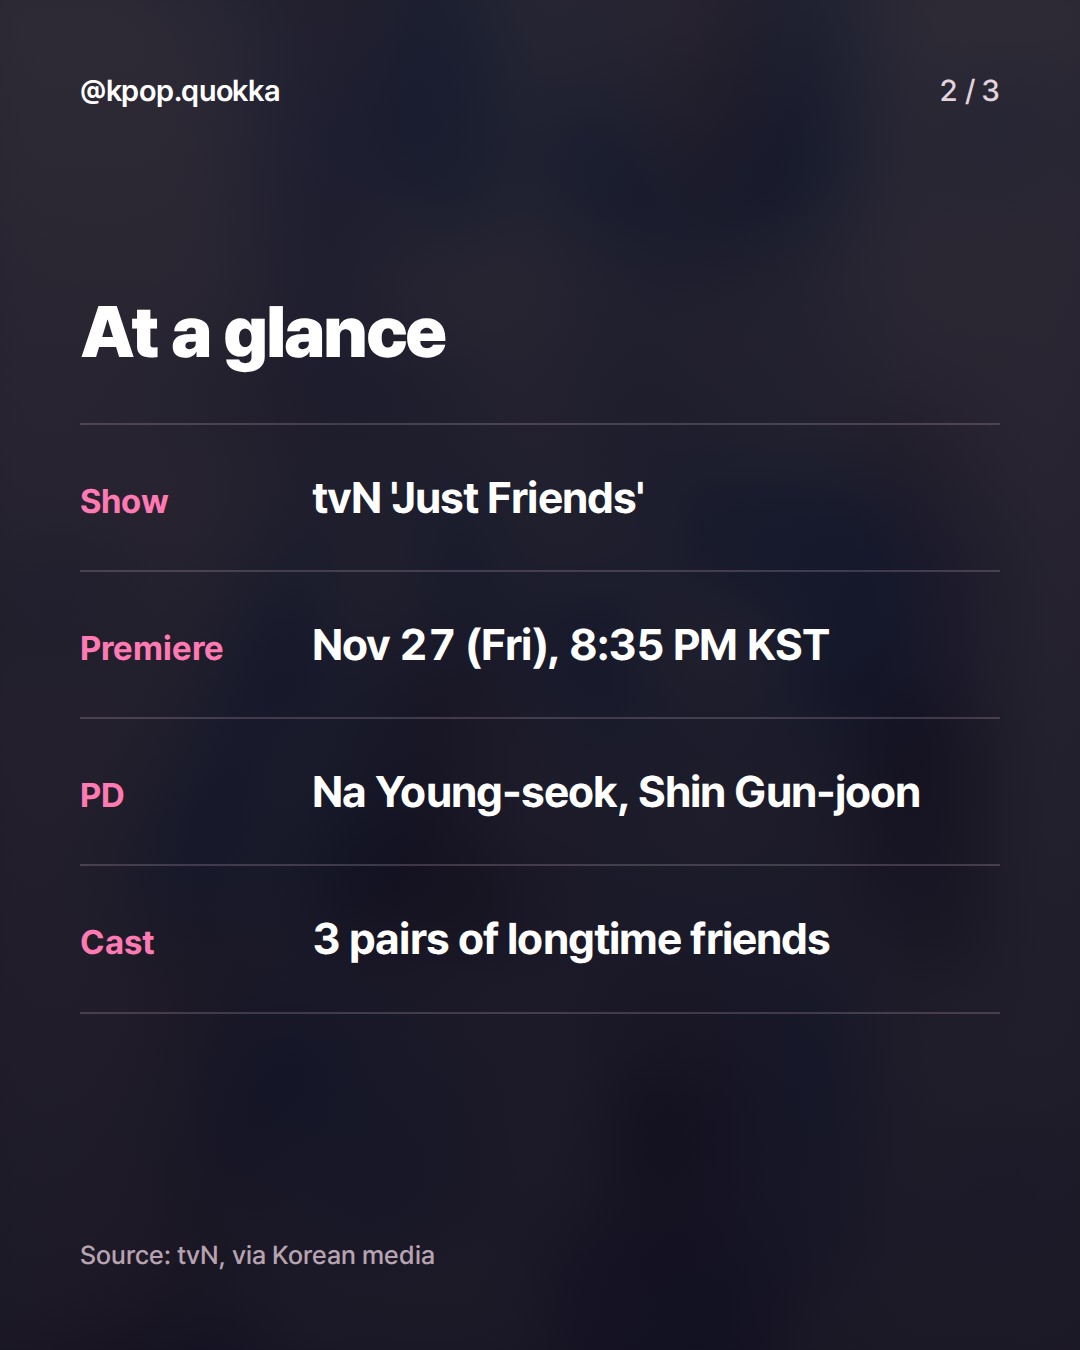 @kpop.quokka
2 / 3
At a glance
Show
tvN 'Just Friends'
Premiere
Nov 27 (Fri), 8:35 PM KST
PD
Na Young-seok, Shin Gun-joon
Cast
3 pairs of longtime friends
Source: tvN, via Korean media